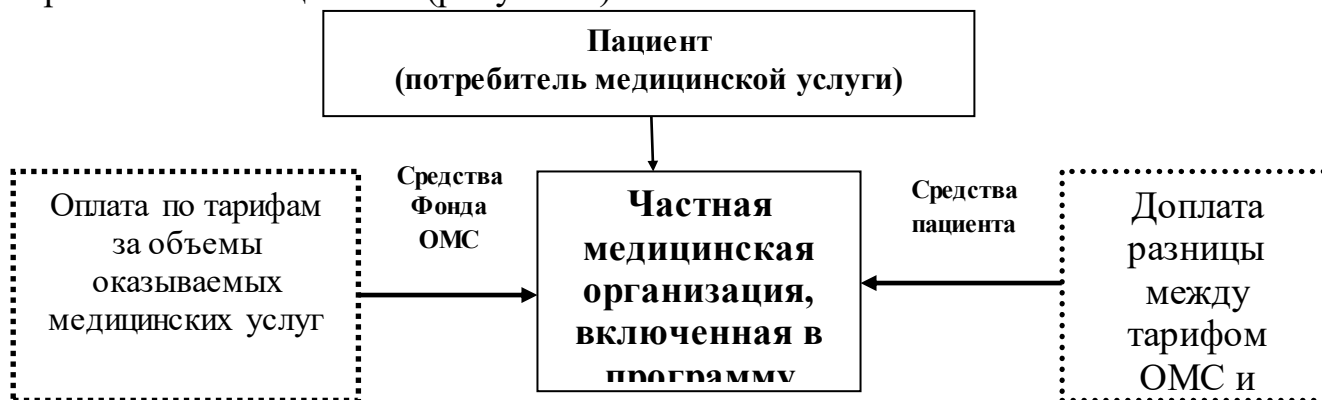 Пациент
(потребитель медицинской услуги)
Оплата по тарифам
за объемы
оказываемых
медицинских услуг
Средства
Фонда
ОМС
Частная
медицинская
организация,
включенная в
программу
Средства
пациента
Доплата
разницы
между
тарифом
ОМС и